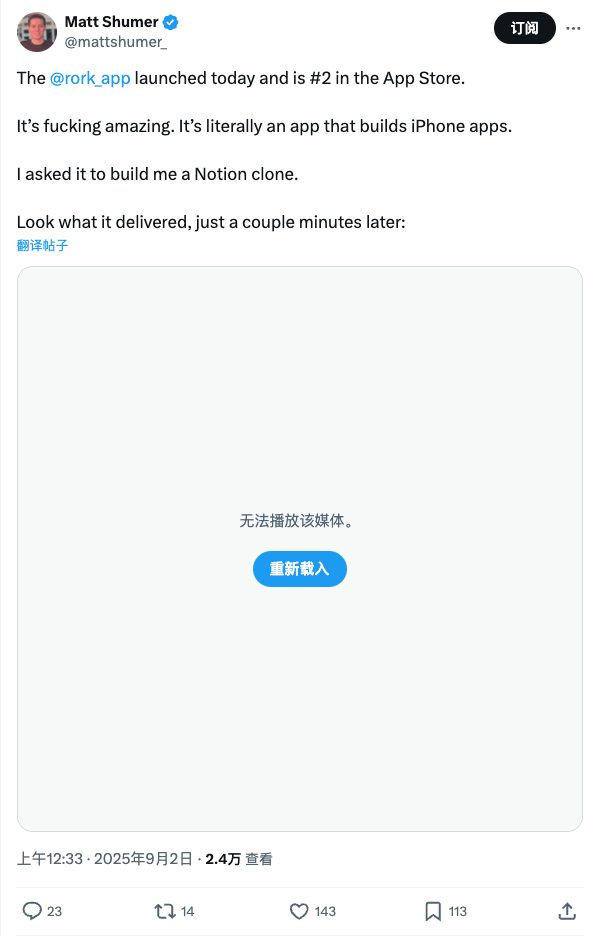 Matt Shumer
订阅
@mattshumer_
The @rork_app launched today and is #2 in the App Store.
It’s fucking amazing. It’s literally an app that builds iPhone apps.
I asked it to build me a Notion clone.
Look what it delivered, just a couple minutes later:
翻译帖子
无法播放该媒体。
重新载入
上午12:33 · 2025年9月2日 · 2.4万 查看
23 14 143 113